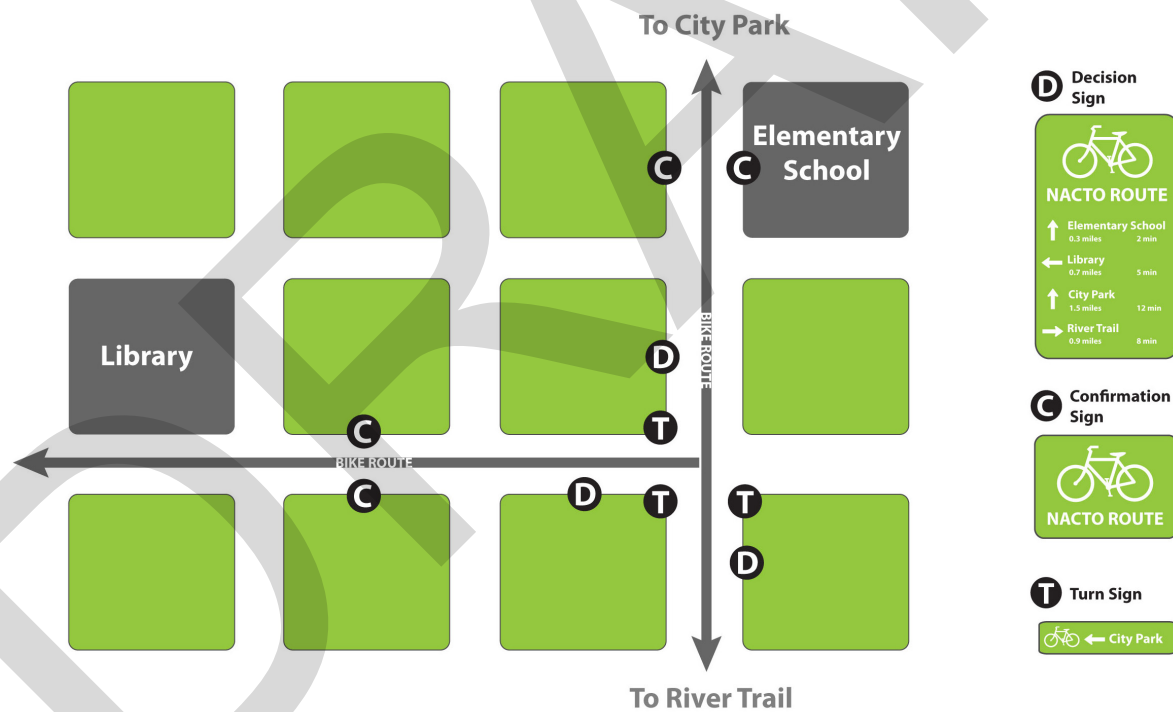 To City Park
Elementary
School
C
C
Library
BIKE ROUTE
D
T
C
BIKE ROUTE
C
D
T
T
D
To River Trail
D Decision
Sign
NACTO ROUTE
Elementary School
0.3 miles 2 min
Library
0.7 miles 5 min
City Park
1.5 miles 12 min
River Trail
0.9 miles 8 min
C Confirmation
Sign
NACTO ROUTE
T Turn Sign
City Park
DRA